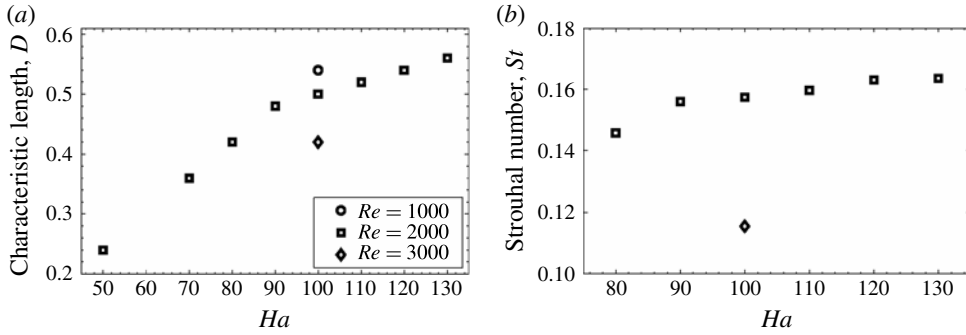 (a)
0.6
0.5
0.4
0.3
0.2
Characteristic length, D
50 60 70 80 90 100 110 120 130
Ha
Re = 1000
Re = 2000
Re = 3000
(b)
0.18
0.16
0.14
0.12
0.10
Strouhal number, St
80 90 100 110 120 130
Ha